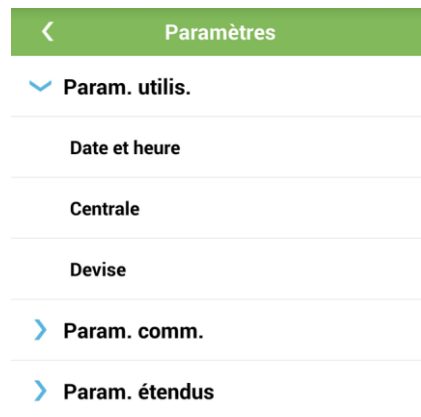 Paramètres
Param. utilis.
Date et heure
Centrale
Devise
Param. comm.
Param. étendus